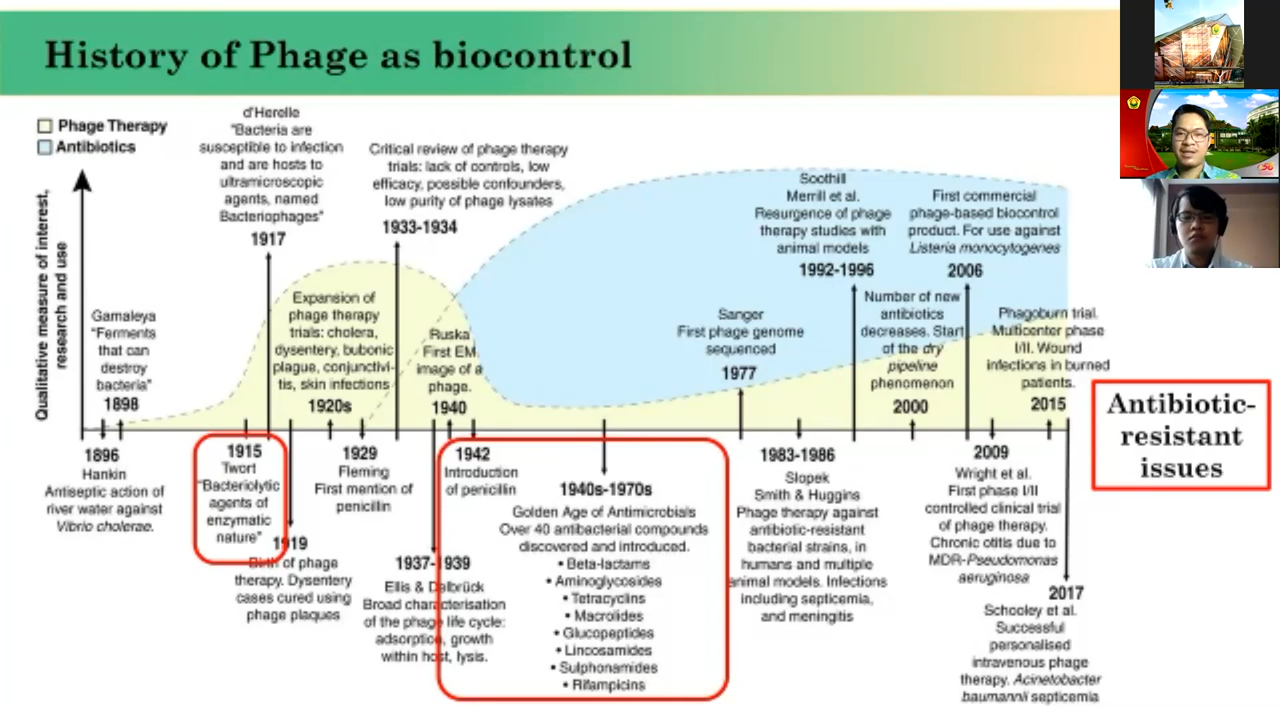 History of Phage as biocontrol
Phage Therapy
Antibiotics
Qualitative measure of interest,
research and use
Gamaleya
"Ferments
that can
destroy
bacteria"
1898
d'Herelle
"Bacteria are
susceptible to infection
and are hosts to
ultramicroscopic
agents, named
Bacteriophages"
1917
Expansion of
phage therapy
trials: cholera,
dysentery, bubonic
plague, conjunctivi-
tis, skin infections
1920s
Critical review of phage therapy
trials: lack of controls, low
efficacy, possible confounders,
low purity of phage lysates
1933-1934
Ruska
First EM
image of a
phage.
1940
Sanger
First phage genome
sequenced
1977
Soothill
Merrill et al.
Resurgence of phage
therapy studies with
animal models
1992-1996
Number of new
antibiotics
decreases. Start
of the dry
pipeline
phenomenon
2000
First commercial
phage-based biocontrol
product. For use against
Listeria monocytogenes
2006
Phagoburn trial.
Multicenter phase
I/II. Wound
infections in burned
patients.
2015
Antibiotic-
resistant
issues
1896
Hankin
Antiseptic action of
river water against
Vibrio cholerae.
1915
Twort
"Bacteriolytic
agents of
enzymatic
nature"
1919
Birth of phage
therapy. Dysentery
cases cured using
phage plaques
1929
Fleming
First mention of
penicillin
1937-1939
Ellis & Delbrück
Broad characterisation
of the phage life cycle:
adsorption, growth
within host, lysis.
1942
Introduction
of penicillin
1940s-1970s
Golden Age of Antimicrobials
Over 40 antibacterial compounds
discovered and introduced.
• Beta-lactams
• Aminoglycosides
• Tetracyclins
• Macrolides
• Glucopeptides
• Lincosamides
• Sulphonamides
• Rifampicins
1983-1986
Slopek
Smith & Huggins
Phage therapy against
antibiotic-resistant
bacterial strains, in
humans and multiple
animal models. Infections
including septicemia,
and meningitis
2009
Wright et al.
First phase I/II
controlled clinical trial
of phage therapy.
Chronic otitis due to
MDR-Pseudomonas
aeruginosa
2017
Schooley et al.
Successful
personalised
intravenous phage
therapy. Acinetobacter
baumannii septicemia